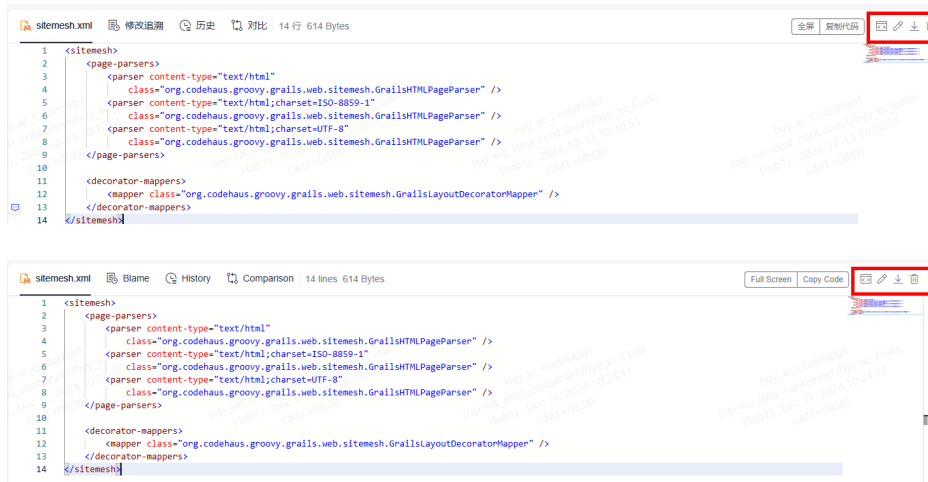 sitemesh.xml 修改追溯 历史 对比 14 行 614 Bytes 全屏 复制代码
1 <sitemesh>
2 <page-parsers>
3 <parser content-type="text/html"
4 class="org.codehaus.groovy.grails.web.sitemesh.GrailsHTMLPageParser" />
5 <parser content-type="text/html;charset=ISO-8859-1"
6 class="org.codehaus.groovy.grails.web.sitemesh.GrailsHTMLPageParser" />
7 <parser content-type="text/html;charset=UTF-8"
8 class="org.codehaus.groovy.grails.web.sitemesh.GrailsHTMLPageParser" />
9 </page-parsers>
10
11 <decorator-mappers>
12 <mapper class="org.codehaus.groovy.grails.web.sitemesh.GrailsLayoutDecoratorMapper" />
13 </decorator-mappers>
14 </sitemesh>
sitemesh.xml Blame History Comparison 14 lines 614 Bytes Full Screen Copy Code
1 <sitemesh>
2 <page-parsers>
3 <parser content-type="text/html"
4 class="org.codehaus.groovy.grails.web.sitemesh.GrailsHTMLPageParser" />
5 <parser content-type="text/html;charset=ISO-8859-1"
6 class="org.codehaus.groovy.grails.web.sitemesh.GrailsHTMLPageParser" />
7 <parser content-type="text/html;charset=UTF-8"
8 class="org.codehaus.groovy.grails.web.sitemesh.GrailsHTMLPageParser" />
9 </page-parsers>
10
11 <decorator-mappers>
12 <mapper class="org.codehaus.groovy.grails.web.sitemesh.GrailsLayoutDecoratorMapper" />
13 </decorator-mappers>
14 </sitemesh>